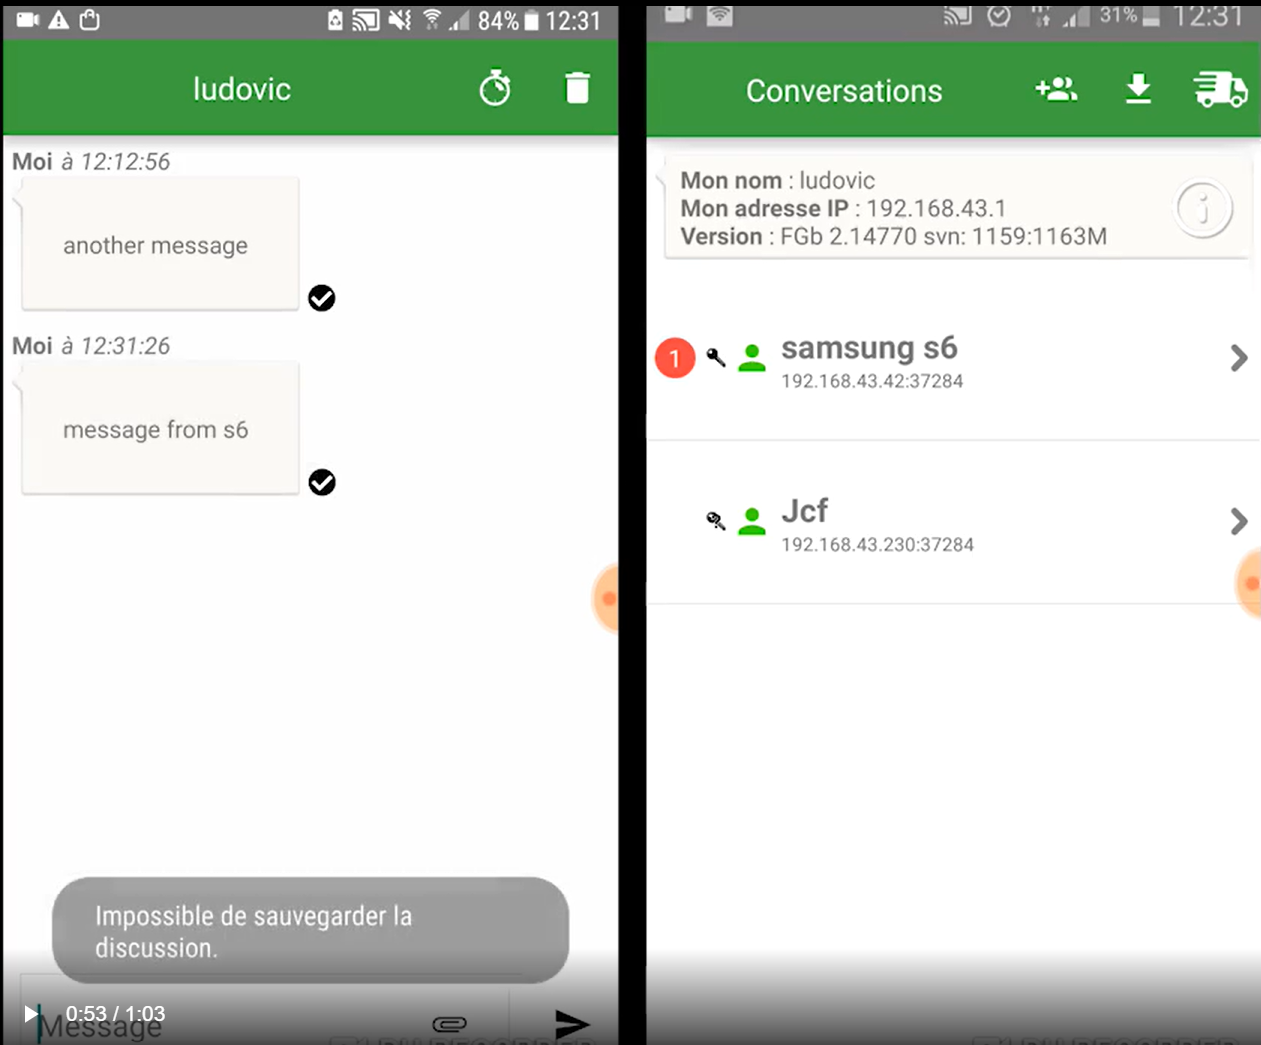 84% 12:31
ludovic
Moi à 12:12:56
another message
Moi à 12:31:26
message from s6
Impossible de sauvegarder la
discussion.
0:53 / 1:03
Message
31% 12:31
Conversations
Mon nom : ludovic
Mon adresse IP : 192.168.43.1
Version : FGb 2.14770 svn: 1159:1163M
1
samsung s6
192.168.43.42:37284
Jcf
192.168.43.230:37284